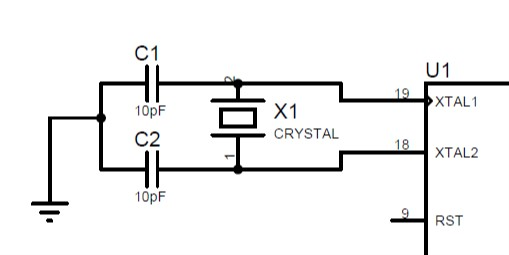 C1
10pF
2
X1
CRYSTAL
C2
10pF
1
U1
19
XTAL1
18
XTAL2
9
RST